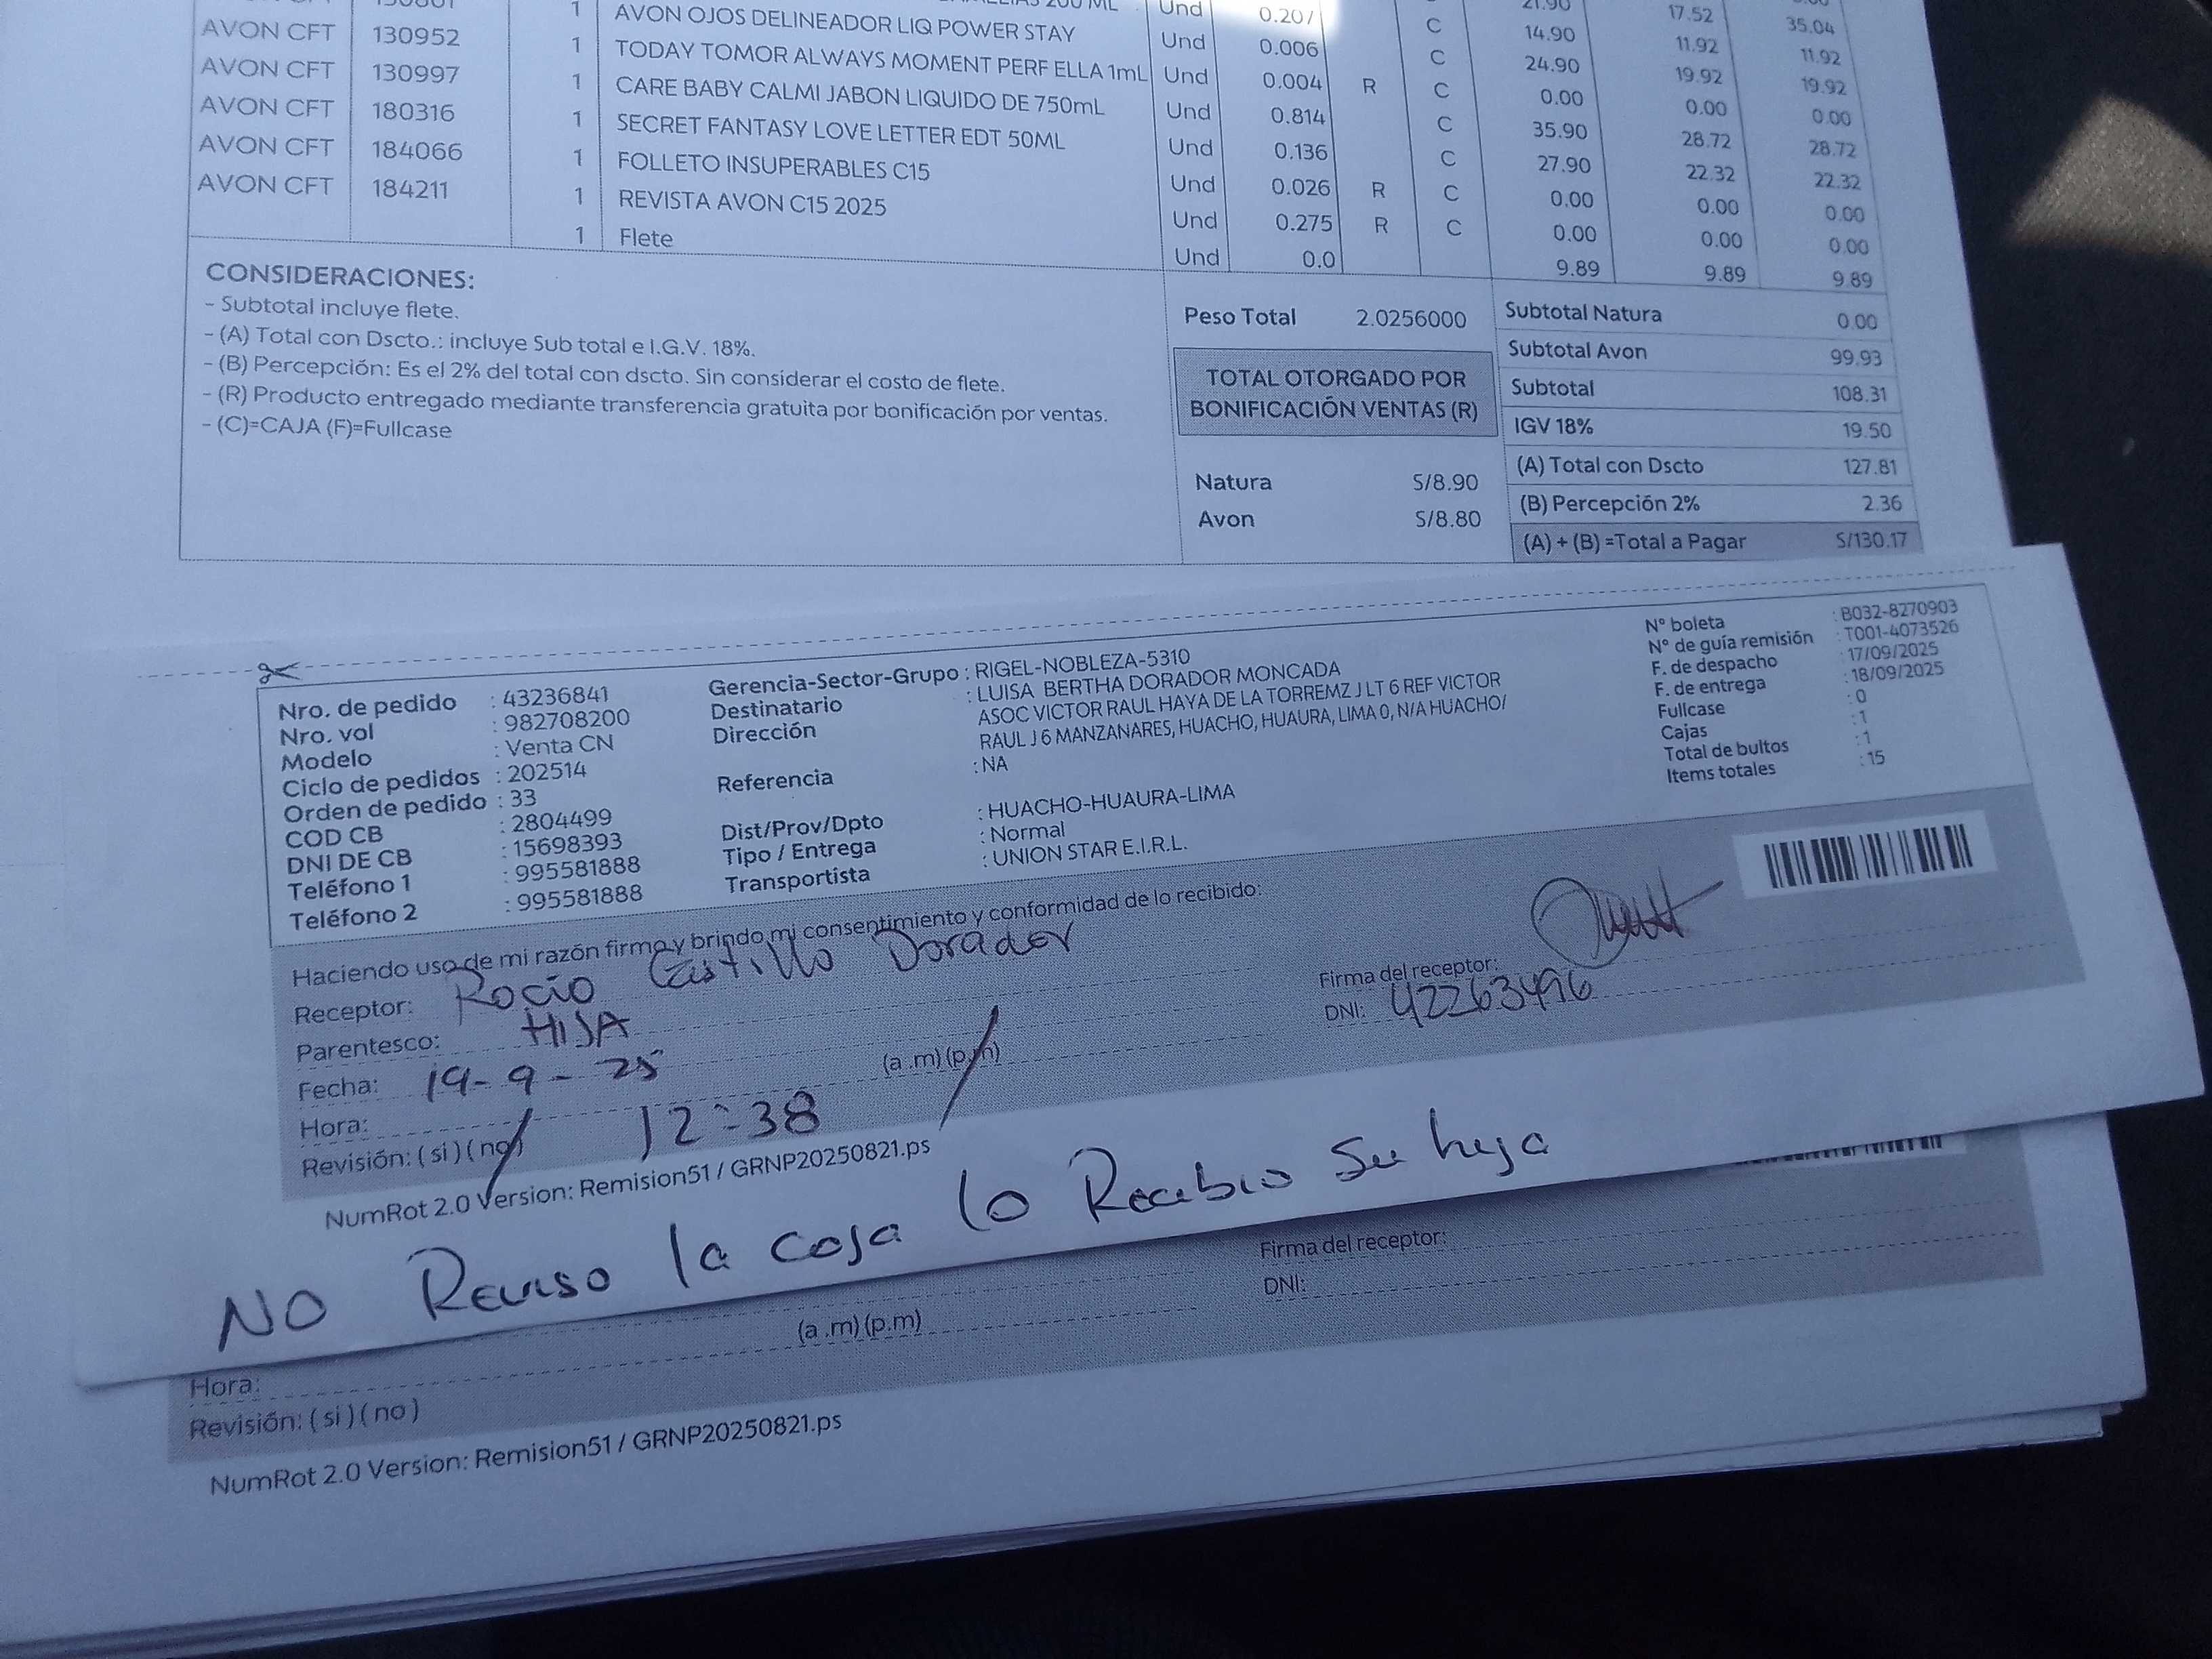 1 Und 0.207 C 21.90 17.52 35.04
AVON CFT 130952 1 AVON OJOS DELINEADOR LIQ POWER STAY Und 0.006 C 14.90 11.92 11.92
AVON CFT 130997 1 TODAY TOMOR ALWAYS MOMENT PERF ELLA 1mL Und 0.004 R C 24.90 19.92 19.92
AVON CFT 180316 1 CARE BABY CALMI JABON LIQUIDO DE 750mL Und 0.814 C 0.00 0.00 0.00
AVON CFT 184066 1 SECRET FANTASY LOVE LETTER EDT 50ML Und 0.136 C 35.90 28.72 28.72
AVON CFT 184211 1 FOLLETO INSUPERABLES C15 Und 0.026 R C 27.90 22.32 22.32
1 REVISTA AVON C15 2025 Und 0.275 R C 0.00 0.00 0.00
1 Flete Und 0.0 0.00 0.00 0.00
9.89 9.89 9.89
CONSIDERACIONES:
- Subtotal incluye flete.
- (A) Total con Dscto.: incluye Sub total e I.G.V. 18%.
- (B) Percepción: Es el 2% del total con dscto. Sin considerar el costo de flete.
- (R) Producto entregado mediante transferencia gratuita por bonificación por ventas.
- (C)=CAJA (F)=Fullcase
Peso Total 2.0256000
TOTAL OTORGADO POR
BONIFICACIÓN VENTAS (R)
Natura S/8.90
Avon S/8.80
Subtotal Natura 0.00
Subtotal Avon 99.93
Subtotal 108.31
IGV 18% 19.50
(A) Total con Dscto 127.81
(B) Percepción 2% 2.36
(A) + (B) =Total a Pagar S/130.17
Nro. de pedido : 43236841
Nro. vol : 982708200
Modelo : Venta CN
Ciclo de pedidos : 202514
Orden de pedido : 33
COD CB : 2804499
DNI DE CB : 15698393
Teléfono 1 : 995581888
Teléfono 2 : 995581888
Gerencia-Sector-Grupo : RIGEL-NOBLEZA-5310
Destinatario : LUISA BERTHA DORADOR MONCADA
Dirección ASOC VICTOR RAUL HAYA DE LA TORREMZ J LT 6 REF VICTOR
RAUL J 6 MANZANARES, HUACHO, HUAURA, LIMA 0, N/A HUACHO/
Referencia : NA
Dist/Prov/Dpto : HUACHO-HUAURA-LIMA
Tipo / Entrega : Normal
Transportista : UNION STAR E.I.R.L.
N° boleta : B032-8270903
N° de guía remisión : T001-4073526
F. de despacho : 17/09/2025
F. de entrega : 18/09/2025
Fullcase : 0
Cajas : 1
Total de bultos : 1
Items totales : 15
Haciendo uso de mi razón firmo y brindo mi consentimiento y conformidad de lo recibido:
Receptor: Rocío Castillo Dorador
Parentesco: HIJA
Fecha: 19-9-25
Hora: 12:38 (a.m) (p.m)
Revisión: (si) (no)
Firma del receptor:
DNI: 42263496
NumRot 2.0 Version: Remision51 / GRNP20250821.ps
NO Reviso la caja lo Recibio su hija
Firma del receptor:
DNI:
(a.m) (p.m)
Hora:
Revisión: (si) (no)
NumRot 2.0 Version: Remision51 / GRNP20250821.ps